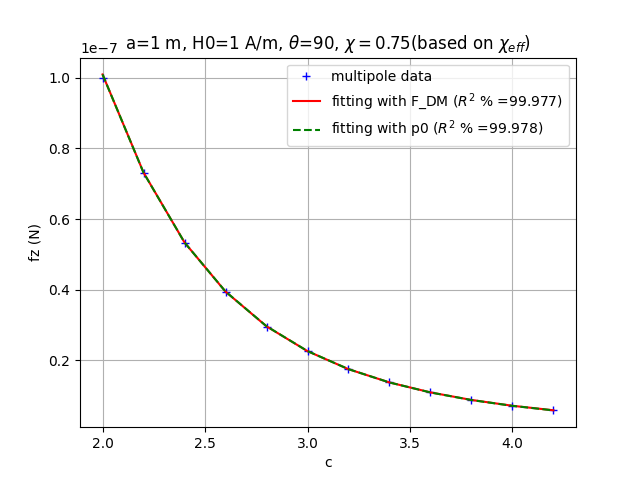 a=1 m, H0=1 A/m, θ=90, χ = 0.75(based on χ_eff)
1e−7
multipole data
fitting with F_DM (R² % =99.977)
fitting with p0 (R² % =99.978)
1.0
0.8
0.6
0.4
0.2
fz (N)
2.0 2.5 3.0 3.5 4.0
c